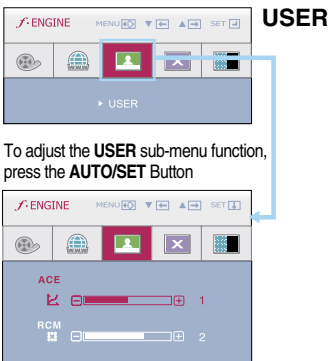 f·ENGINE MENU ▼ ▲ SET
USER
▶ USER
To adjust the USER sub-menu function,
press the AUTO/SET Button
f·ENGINE MENU ▼ ▲ SET
ACE
1
RCM
2